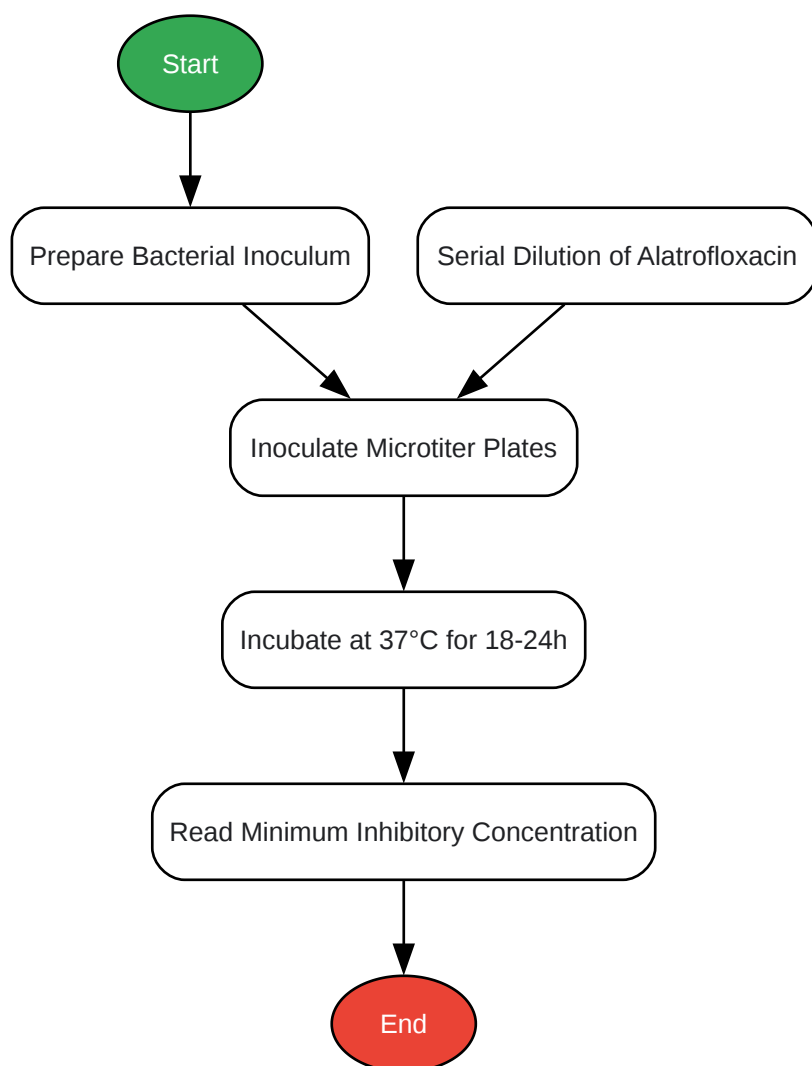 Start
Prepare Bacterial Inoculum
Serial Dilution of Alatrofloxacin
Inoculate Microtiter Plates
Incubate at 37°C for 18-24h
Read Minimum Inhibitory Concentration
End